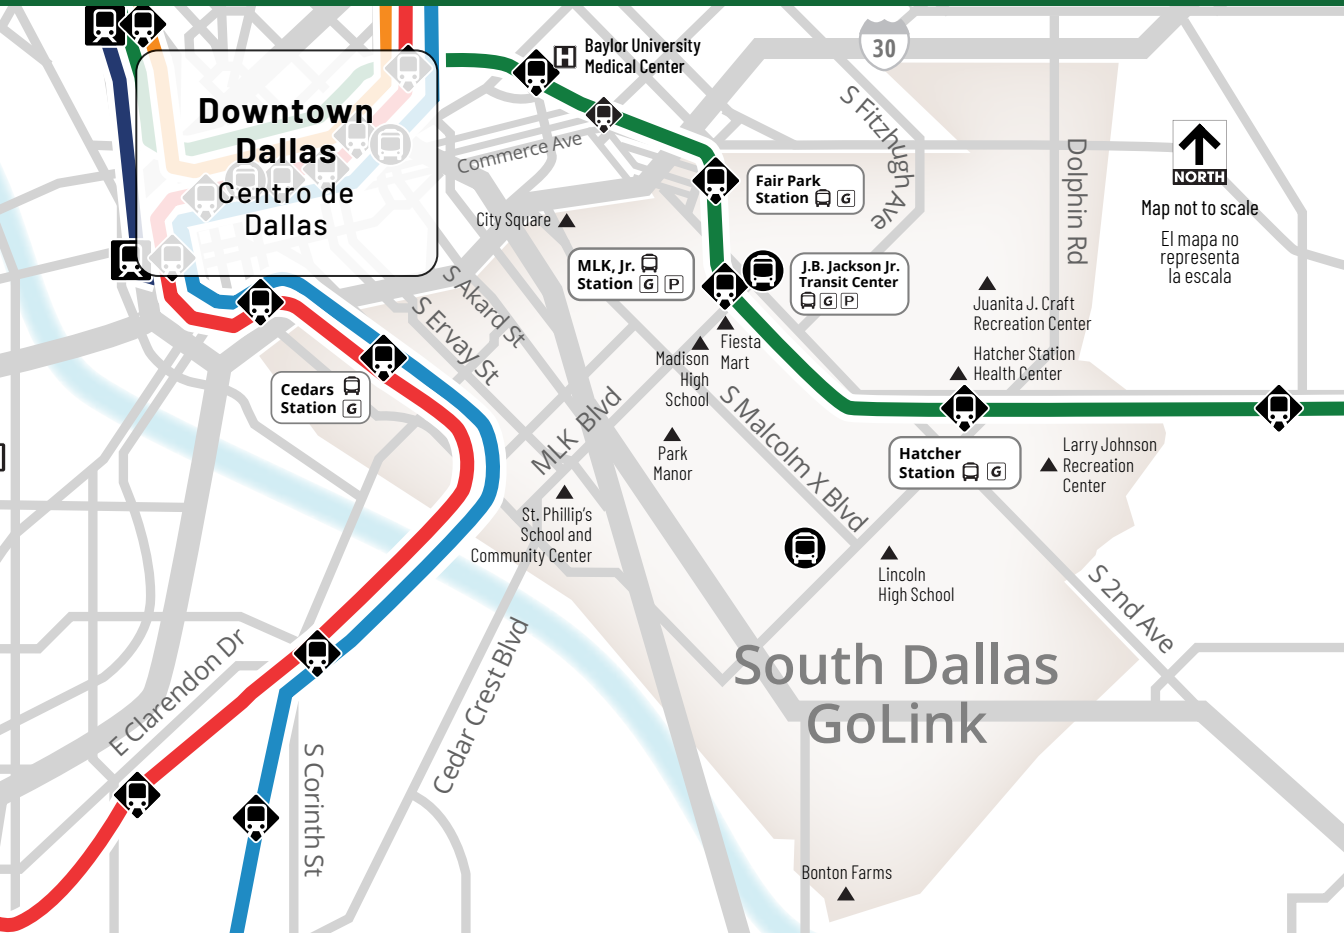 Downtown
Dallas
Centro de
Dallas
H
Baylor University
Medical Center
30
Commerce Ave
S Fitzhugh Ave
Dolphin Rd
NORTH
Map not to scale
El mapa no
representa
la escala
Fair Park
Station G
City Square
MLK, Jr.
Station G P
J.B. Jackson Jr.
Transit Center
G P
S Akard St
S Ervay St
Juanita J. Craft
Recreation Center
Fiesta
Mart
Madison
High
School
Hatcher Station
Health Center
Cedars
Station G
MLK Blvd
S Malcolm X Blvd
Park
Manor
Hatcher
Station G
Larry Johnson
Recreation
Center
St. Phillip's
School and
Community Center
Lincoln
High School
S 2nd Ave
E Clarendon Dr
Cedar Crest Blvd
South Dallas
GoLink
S Corinth St
Bonton Farms